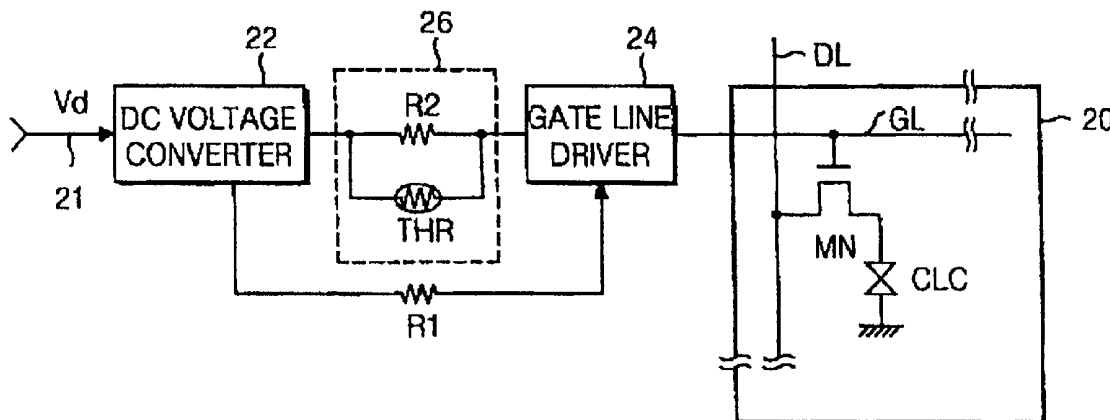 26
22
24
DL
Vd
R2
DC VOLTAGE
CONVERTER
GATE LINE
DRIVER
GL
20
21
THR
MN
CLC
R1